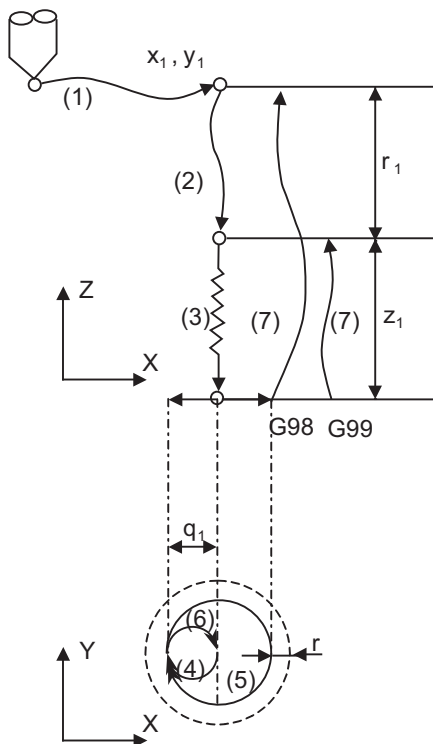 x₁ , y₁
(1)
(2)
r₁
Z
(3)
(7)
(7)
z₁
X
G98
G99
q₁
(6)
r
Y
(4)
(5)
X